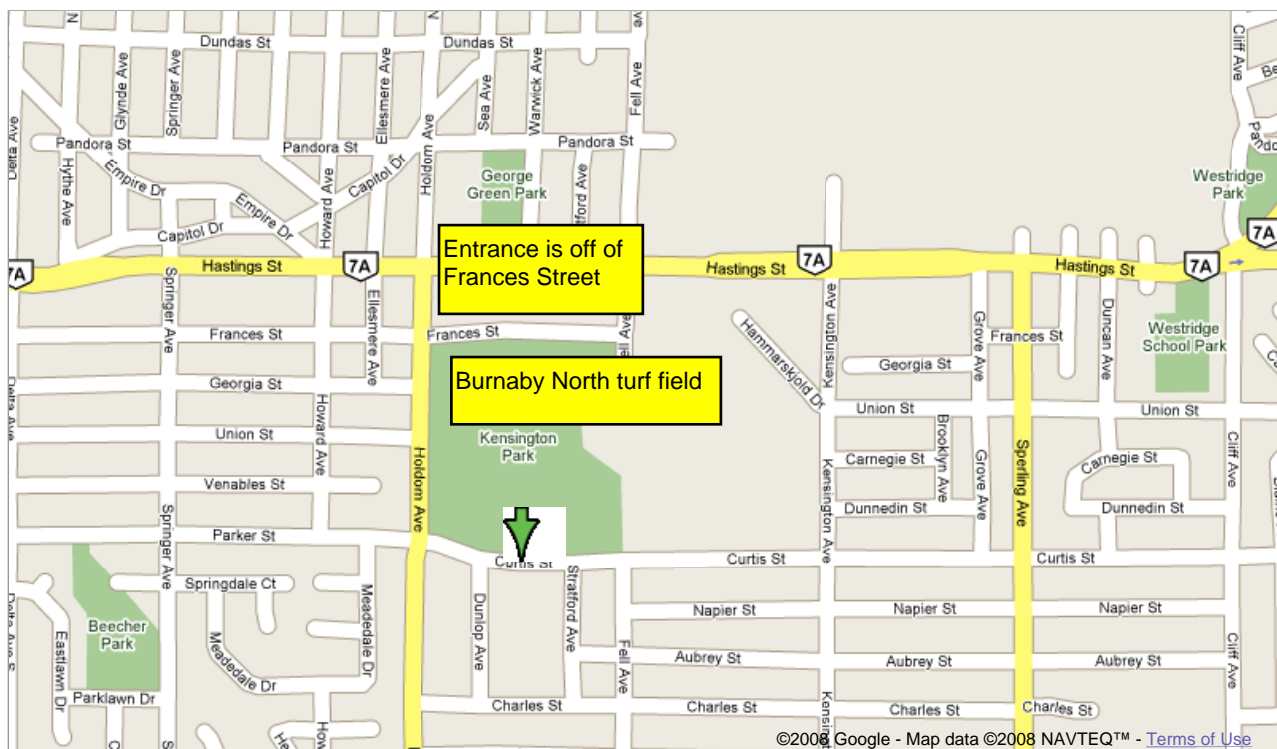 Dundas St
Dundas St
N
Ave
Cliff Ave
Glynde Ave
Springer Ave
Ellesmere Ave
Sea Ave
Warwick Ave
Fell Ave
Delta Ave
Holdom Ave
Pandora St
Pandora St
Pandora St
Hythe Ave
Empire Dr
Capitol Dr
Howard Ave
George
Green Park
Westridge
Park
Empire Dr
Capitol Dr
Entrance is off of
Frances Street
7A
Hastings St
7A
Hastings St
7A
Hastings St
7A
7A
Springer Ave
Ellesmere Ave
Kensington Ave
Grove Ave
Duncan Ave
Frances St
Frances St
Hammarskjold Dr
Frances St
Westridge
School Park
Georgia St
Burnaby North turf field
Georgia St
Delta Ave
Howard Ave
Union St
Union St
Union St
Kensington
Park
Holdom Ave
Brooklyn Ave
Sperling Ave
Cliff Ave
Carnegie St
Carnegie St
Venables St
Kensington Ave
Grove Ave
Dunnedin St
Dunnedin St
Springer Ave
Parker St
Curtis St
Curtis St
Curtis St
Springdale Ct
Meadedale Dr
Dunlop Ave
Stratford Ave
Napier St
Napier St
Napier St
Beecher
Park
Eastlawn Dr
Meadedale Dr
Fell Ave
Cliff Ave
Aubrey St
Aubrey St
Aubrey St
Parklawn Dr
Charles St
Charles St
Charles St
Charles St
©2008 Google - Map data ©2008 NAVTEQ™ - Terms of Use